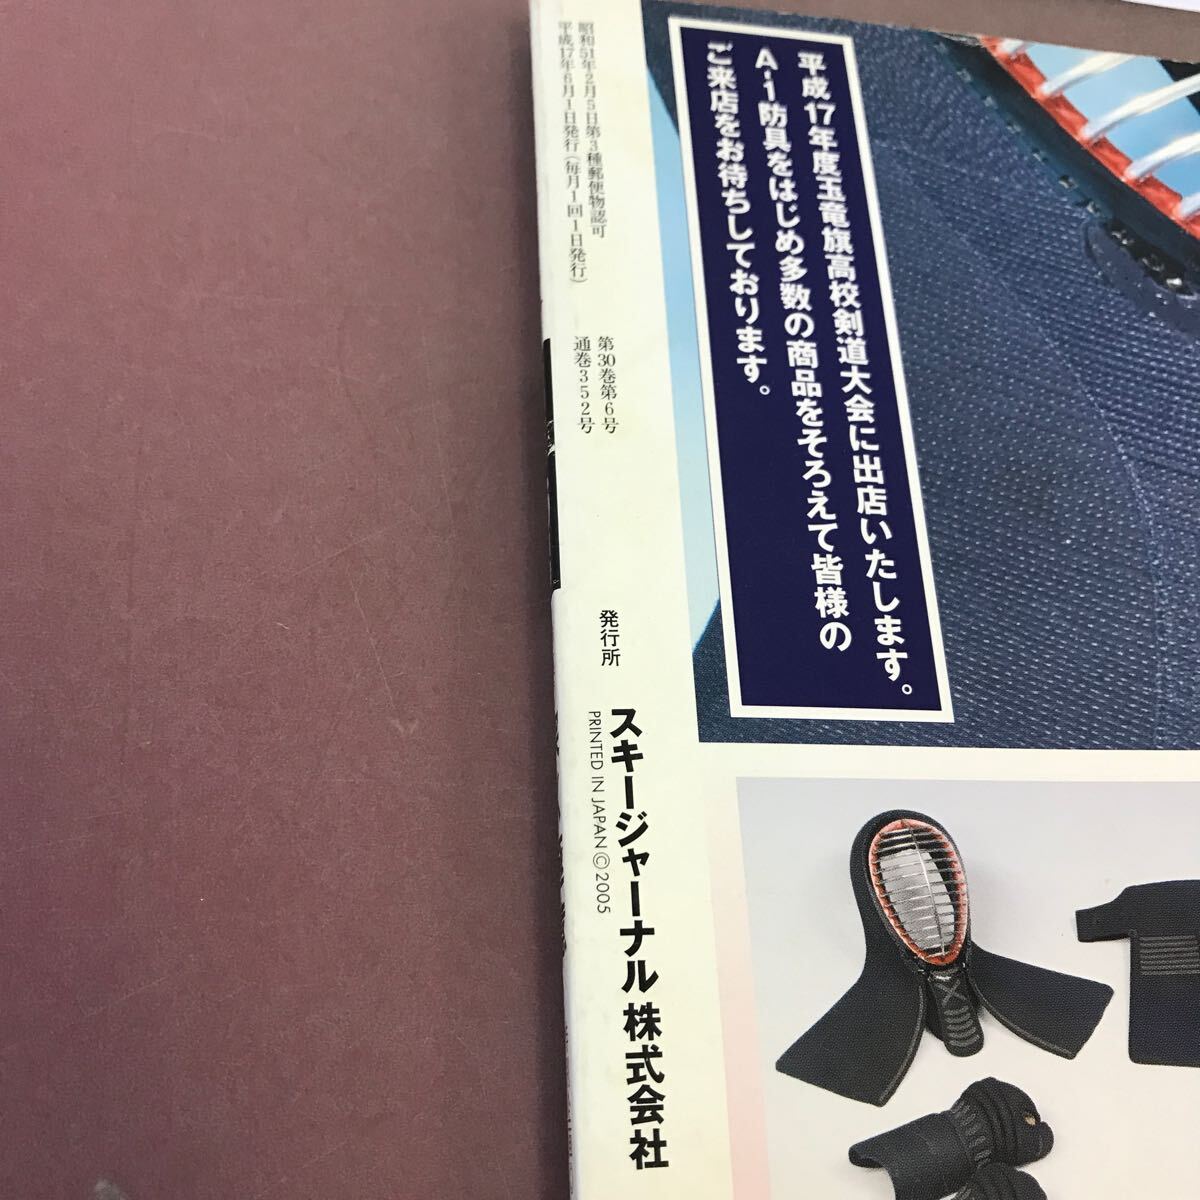 昭和51年2月5日第3種郵便物認可
平成17年6月1日発行(毎月1回1日発行)
第30巻第6号
通巻352号
発行所
スキージャーナル株式会社
PRINTED IN JAPAN©2005
平成17年度玉竜旗高校剣道大会に出店いたします。
A-1防具をはじめ多数の商品をそろえて皆様の
ご来店をお待ちしております。